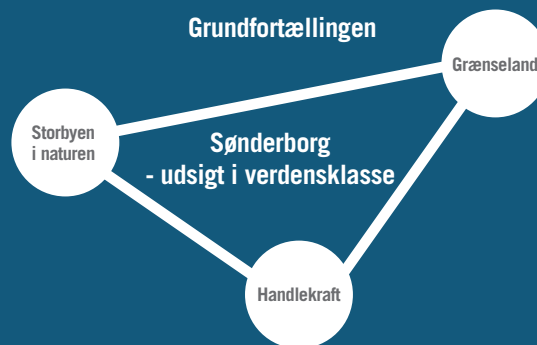 Grundfortællingen
Grænseland
Storbyen
i naturen
Sønderborg
- udsigt i verdensklasse
Handlekraft